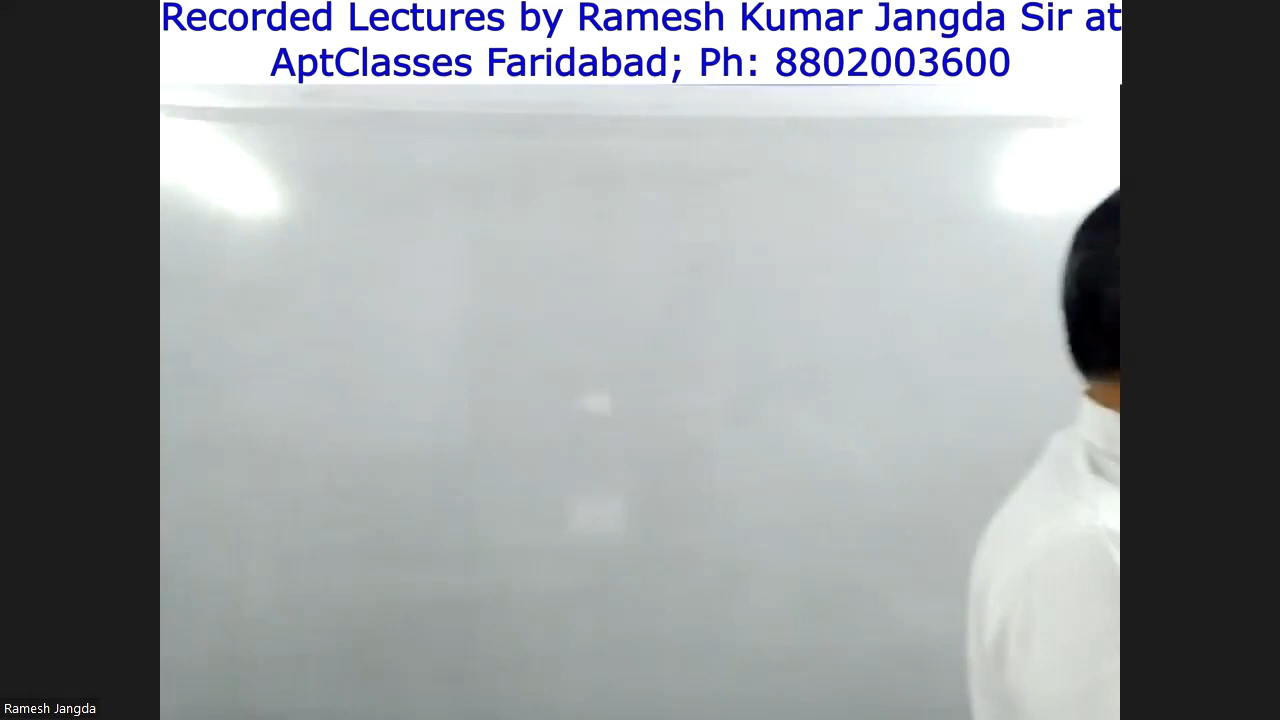 Recorded Lectures by Ramesh Kumar Jangda Sir at
AptClasses Faridabad; Ph: 8802003600
Ramesh Jangda